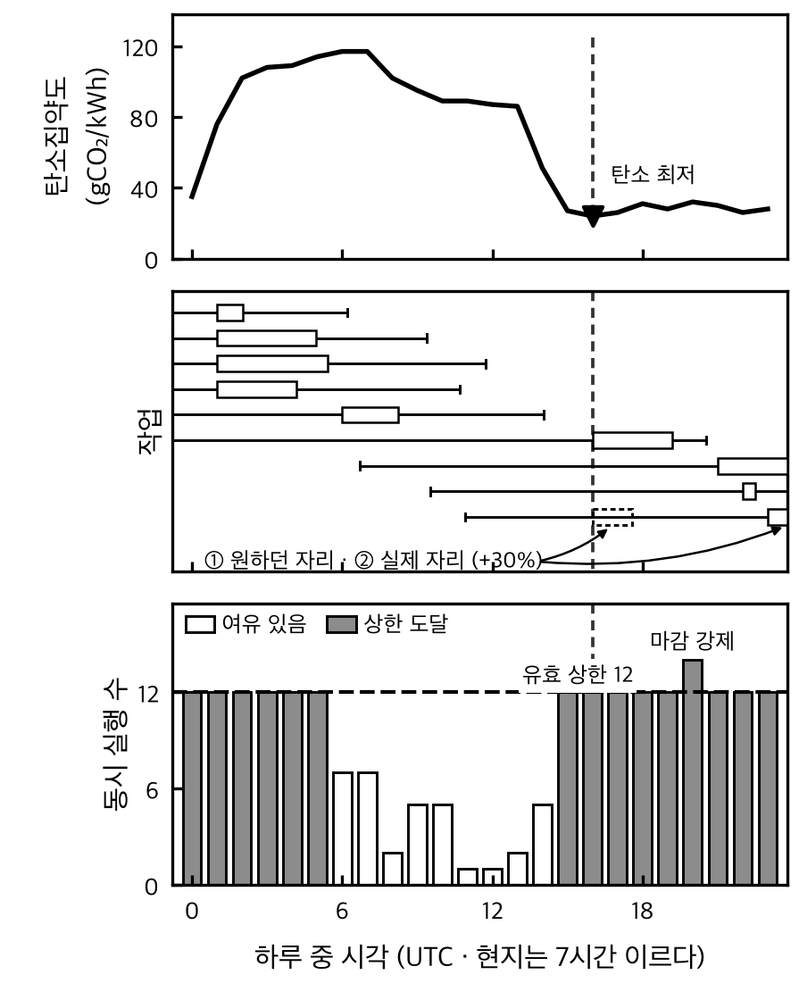 120
80
40
0
탄소집약도
(gCO₂/kWh)
탄소 최저
작업
① 원하던 자리 · ② 실제 자리 (+30%)
여유 있음
상한 도달
마감 강제
유효 상한 12
12
6
0
동시 실행 수
0 6 12 18
하루 중 시각 (UTC · 현지는 7시간 이르다)